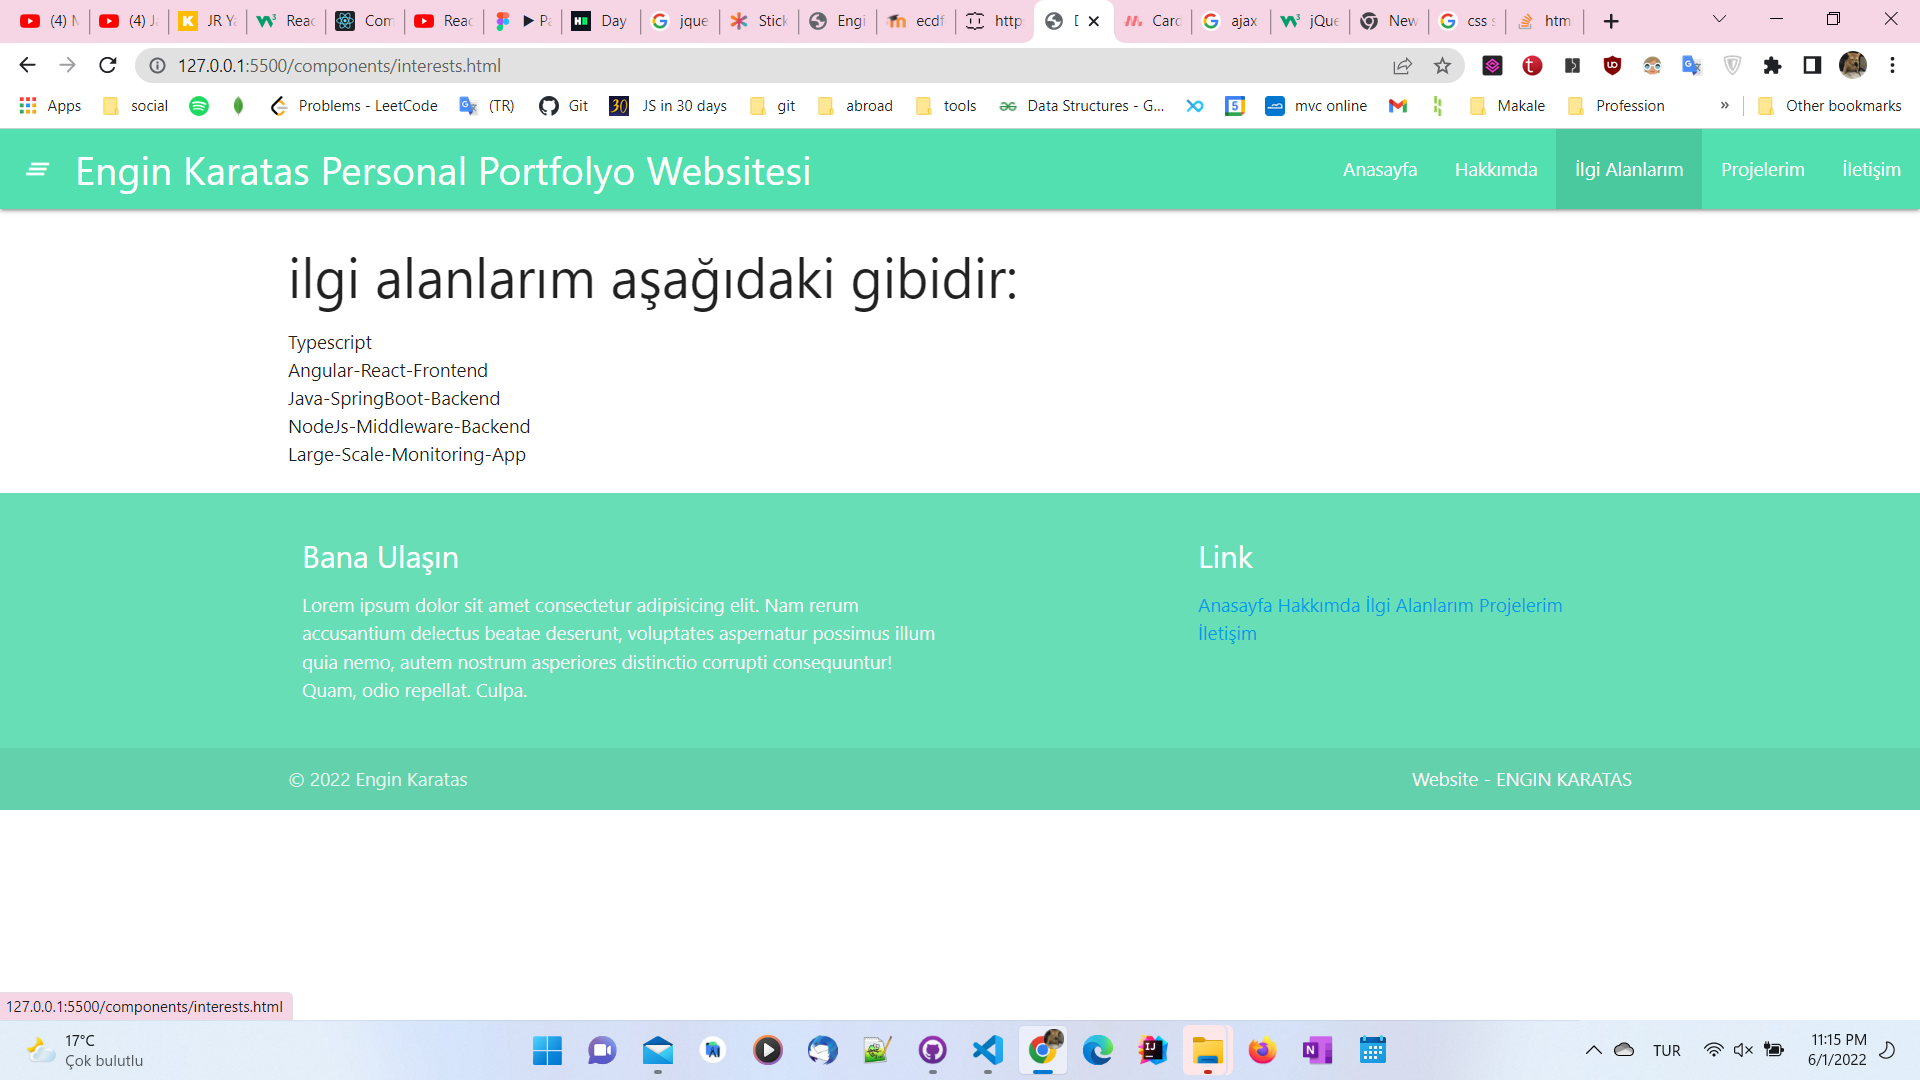 (4) M
(4) Ja
JR Ya
Reac
Com
Reac
Pa
Day
jque
Stick
Engi
ecdf
http
Card
ajax
jQue
New
css s
htm
127.0.0.1:5500/components/interests.html
Apps
social
Problems - LeetCode
(TR)
Git
JS in 30 days
git
abroad
tools
Data Structures - G...
mvc online
Makale
Profession
»
Other bookmarks
Engin Karatas Personal Portfolyo Websitesi
Anasayfa
Hakkımda
İlgi Alanlarım
Projelerim
İletişim
ilgi alanlarım aşağıdaki gibidir:
Typescript
Angular-React-Frontend
Java-SpringBoot-Backend
NodeJs-Middleware-Backend
Large-Scale-Monitoring-App
Bana Ulaşın
Lorem ipsum dolor sit amet consectetur adipisicing elit. Nam rerum
accusantium delectus beatae deserunt, voluptates aspernatur possimus illum
quia nemo, autem nostrum asperiores distinctio corrupti consequuntur!
Quam, odio repellat. Culpa.
Link
Anasayfa Hakkımda İlgi Alanlarım Projelerim
İletişim
© 2022 Engin Karatas
Website - ENGIN KARATAS
127.0.0.1:5500/components/interests.html
17°C
Çok bulutlu
TUR
11:15 PM
6/1/2022